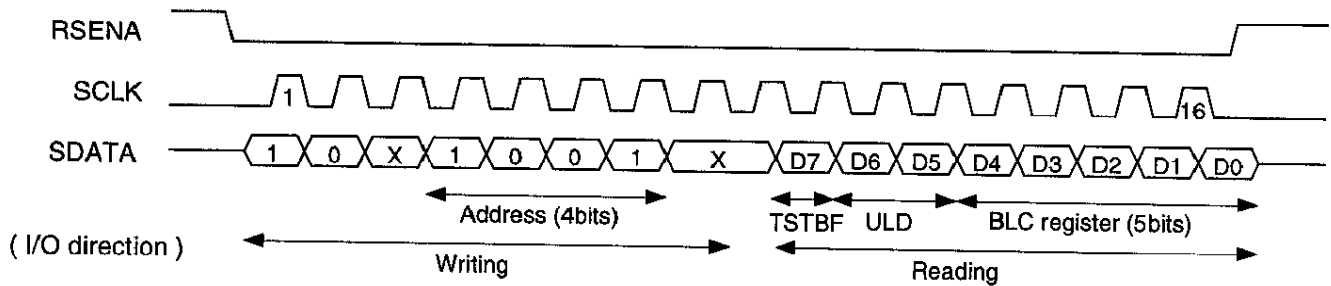 RSENA
SCLK 1 16
SDATA 1 0 X 1 0 0 1 X D7 D6 D5 D4 D3 D2 D1 D0
Address (4bits) TSTBF ULD BLC register (5bits)
( I/O direction ) Writing Reading